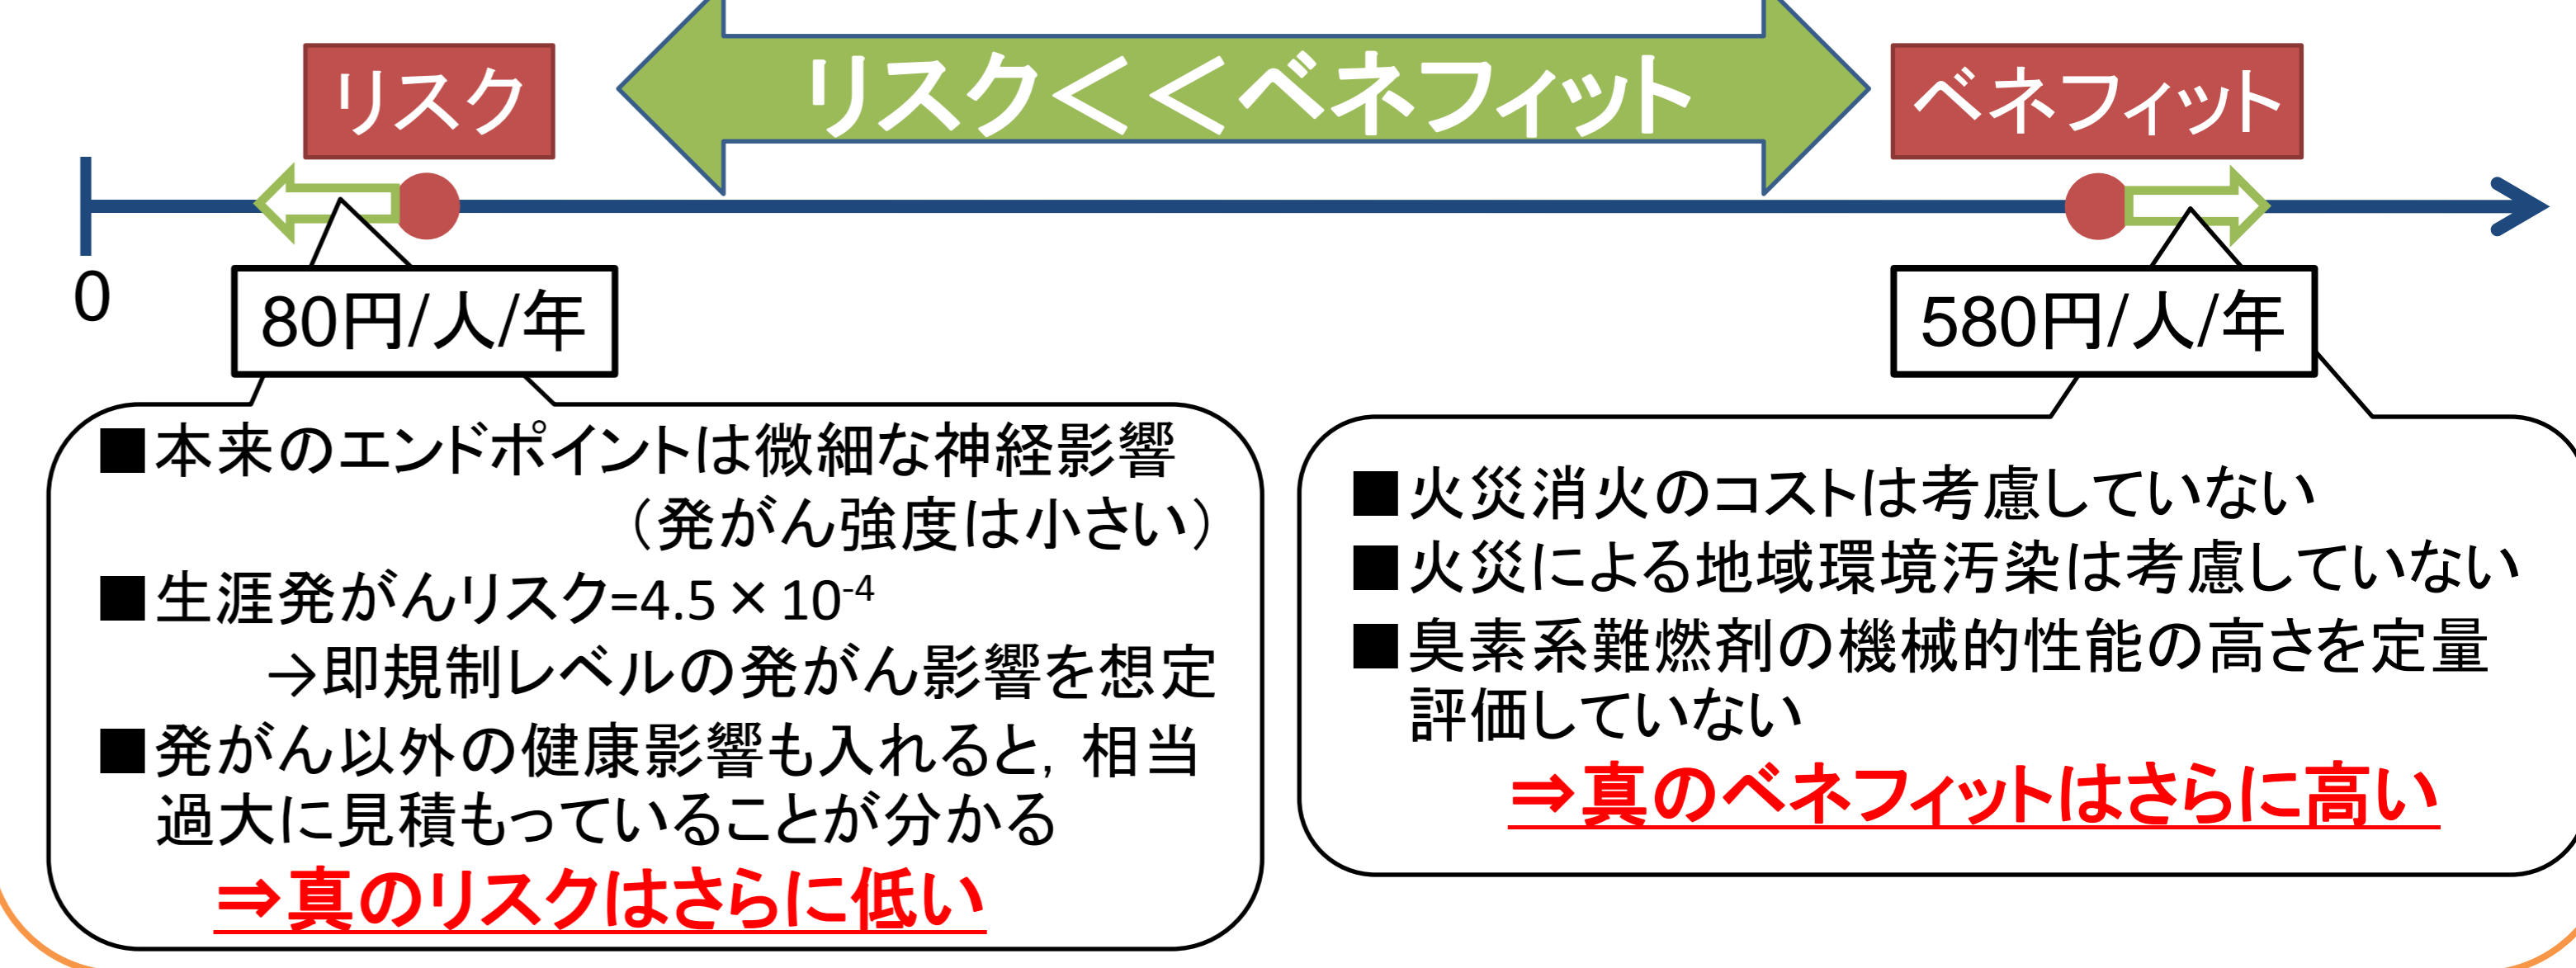 リスク
リスク＜＜ベネフィット
ベネフィット
0
80円/人/年
580円/人/年
■本来のエンドポイントは微細な神経影響
（発がん強度は小さい）
■生涯発がんリスク=4.5×10⁻⁴
→即規制レベルの発がん影響を想定
■発がん以外の健康影響も入れると，相当
過大に見積もっていることが分かる
⇒真のリスクはさらに低い
■火災消火のコストは考慮していない
■火災による地域環境汚染は考慮していない
■臭素系難燃剤の機械的性能の高さを定量
評価していない
⇒真のベネフィットはさらに高い